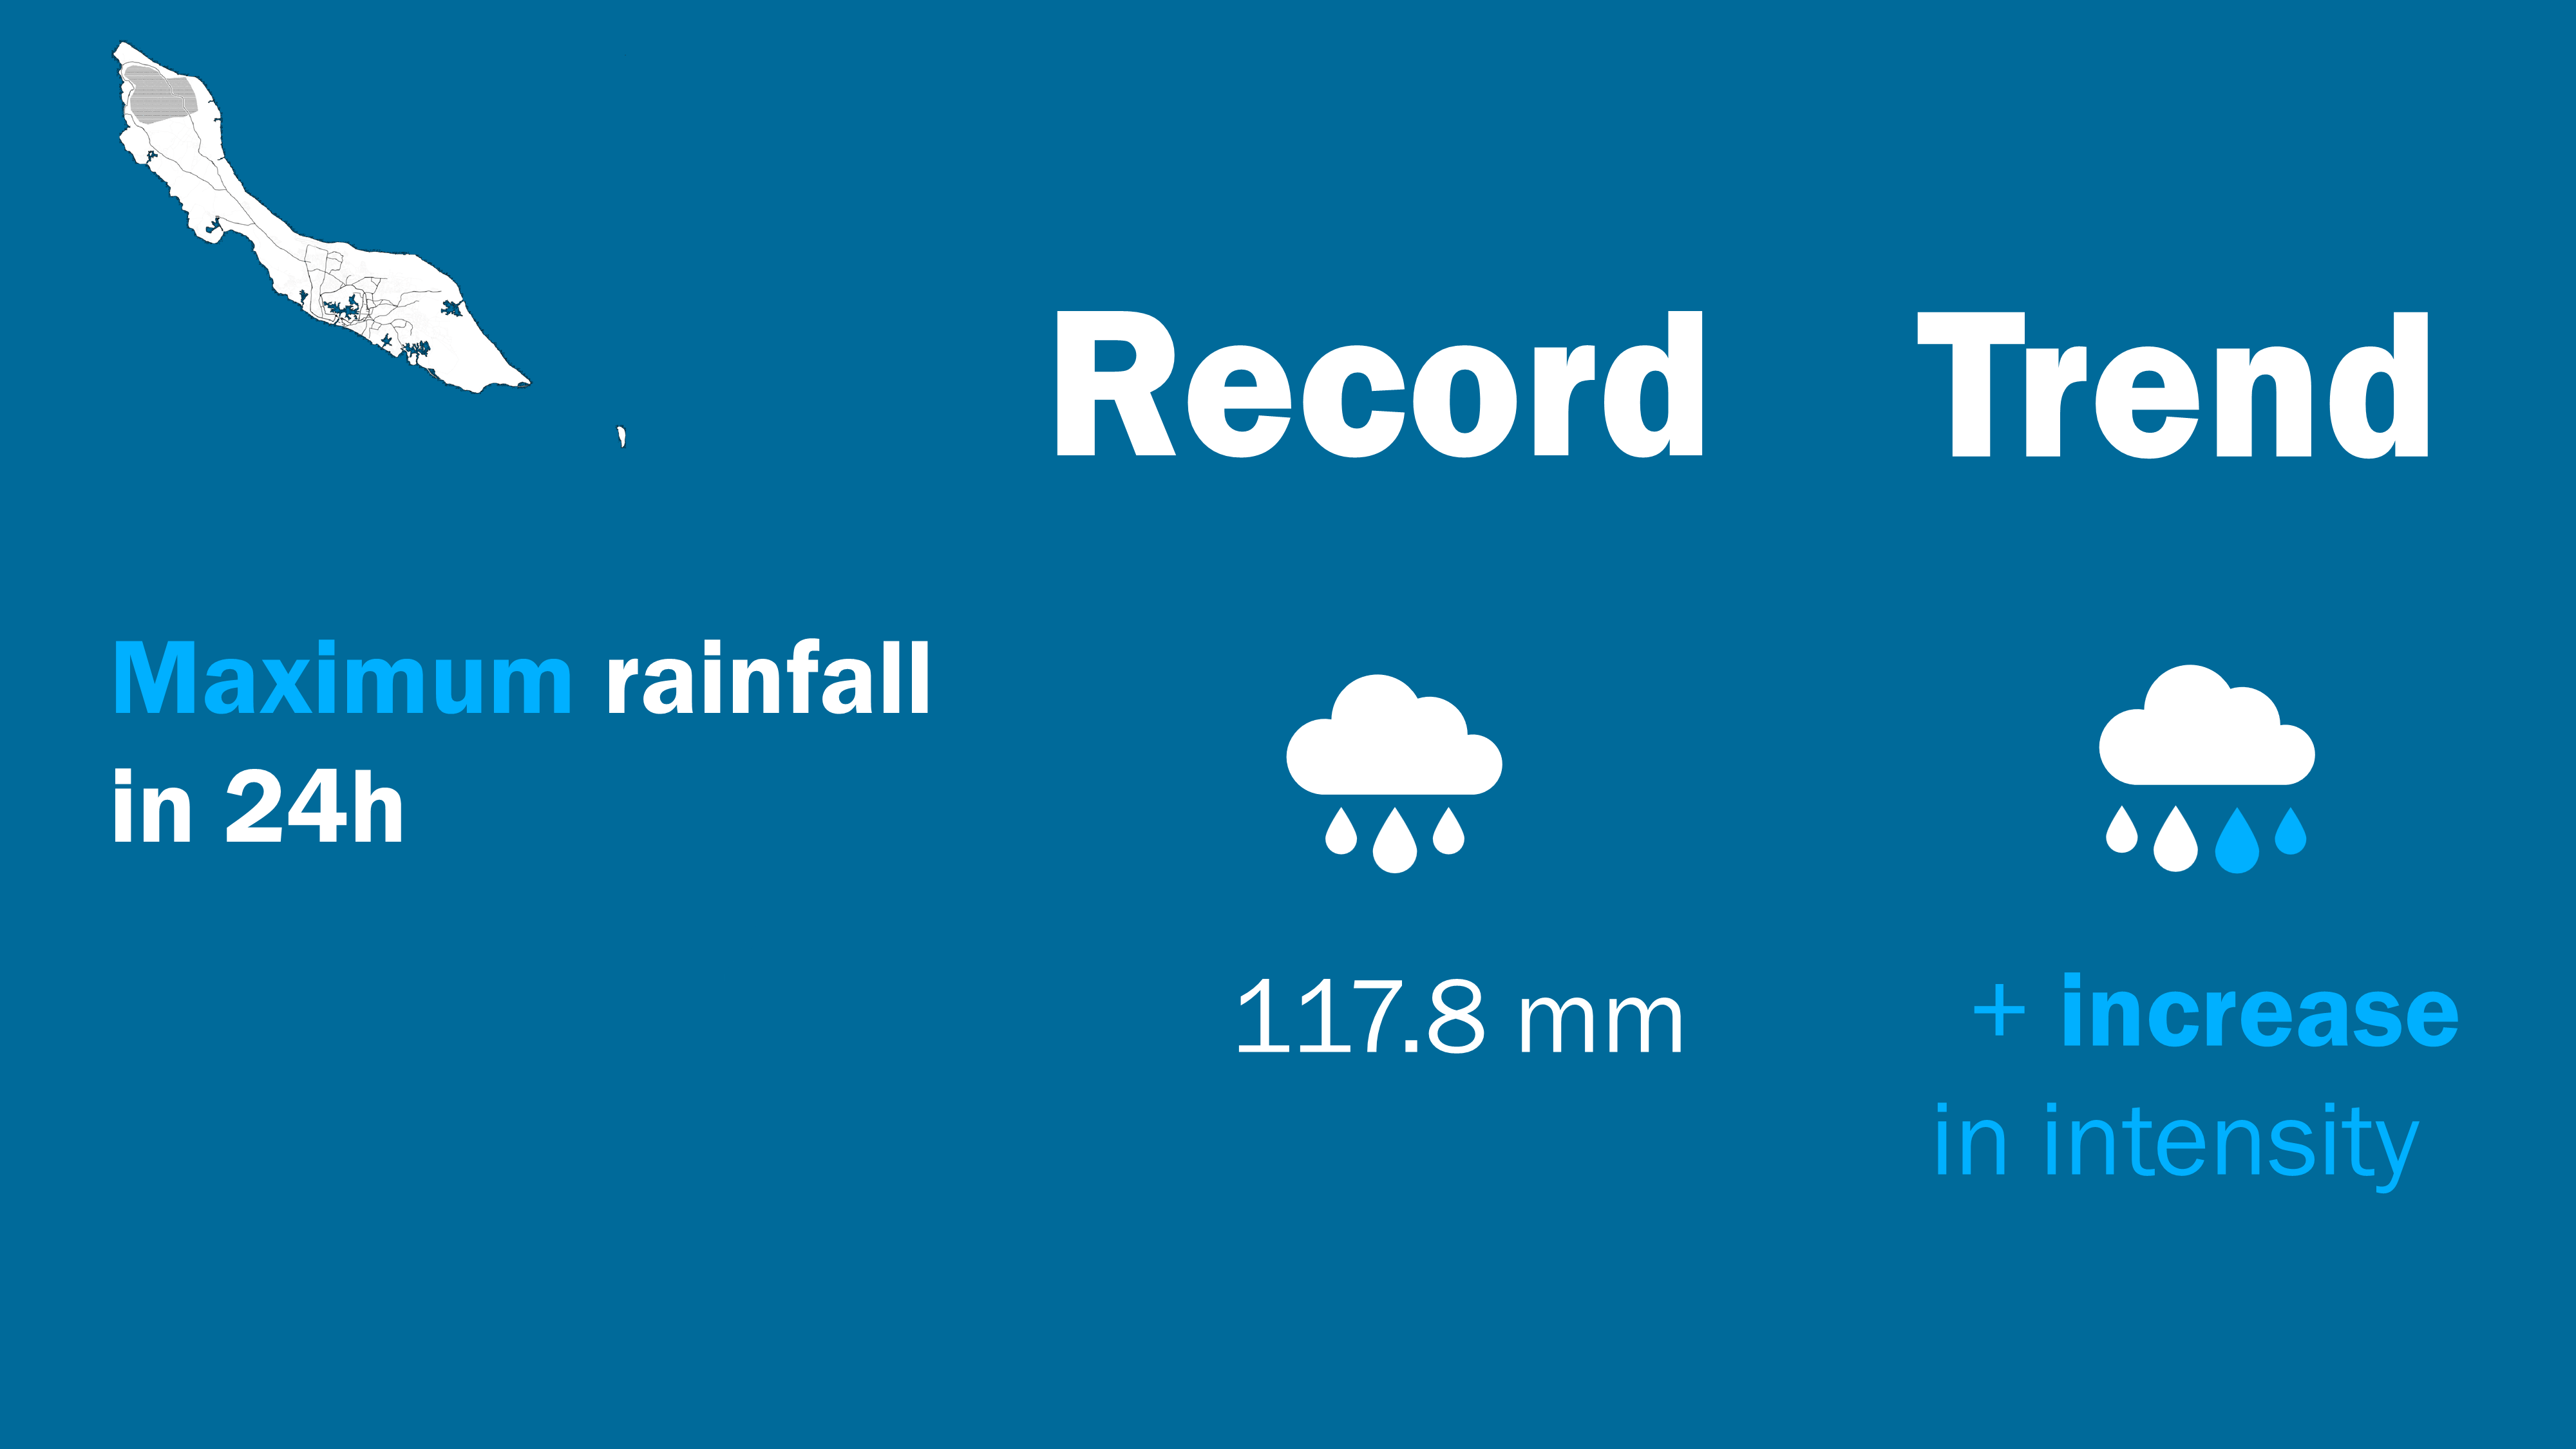 Record
Trend
Maximum rainfall
in 24h
117.8 mm
+ increase
in intensity